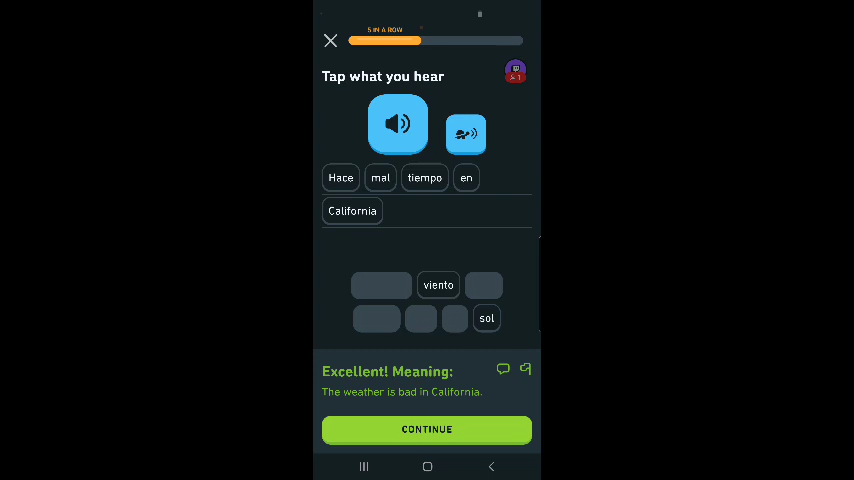 5 IN A ROW
Tap what you hear
Hace mal tiempo en
California
viento
sol
Excellent! Meaning:
The weather is bad in California.
CONTINUE